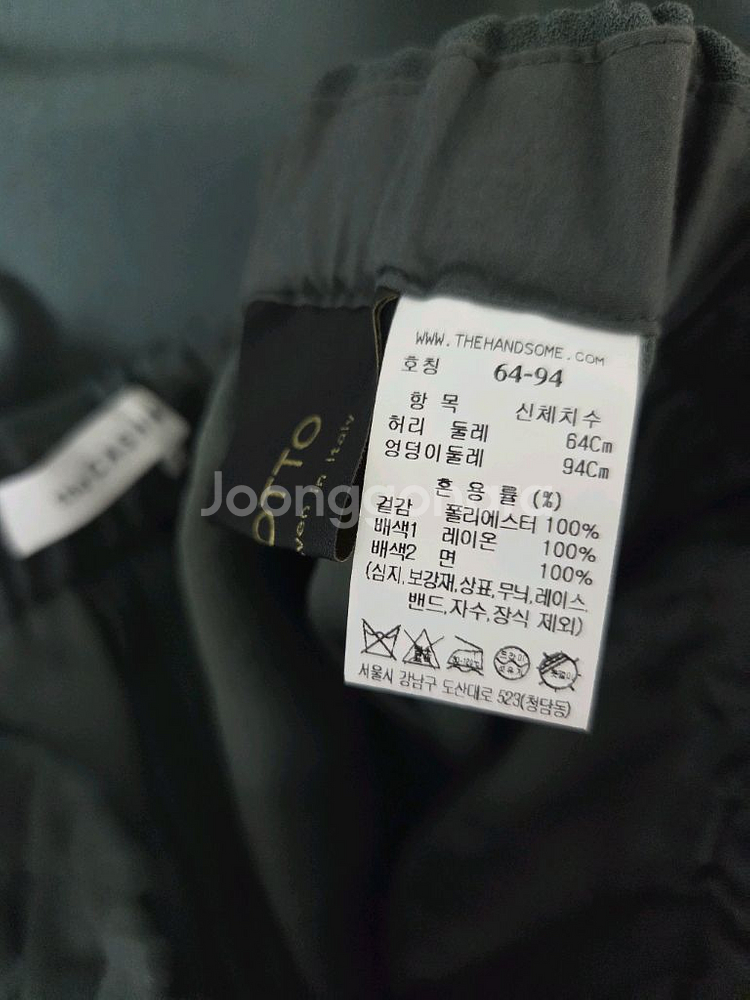 WWW.THEHANDSOME.COM
호칭 64-94
항 목 신체치수
허리 둘레 64Cm
엉덩이둘레 94Cm
혼 용 률 (%)
겉감 폴리에스터 100%
배색1 레이온 100%
배색2 면 100%
(심지,보강재,상표,무늬,레이스,
밴드,자수,장식 제외)
서울시 강남구 도산대로 523(청담동)
OTTO
in Italy
Joonggonara